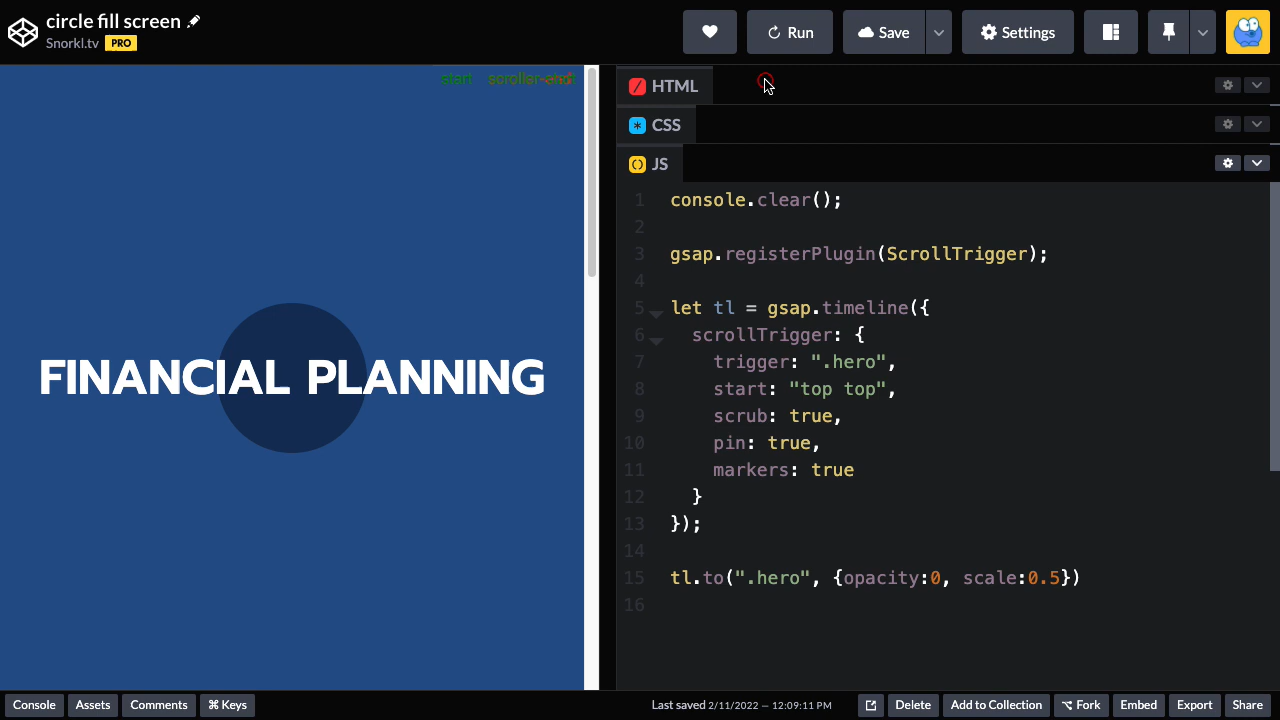 circle fill screen
Snorkl.tv PRO
Run
Save
Settings
start scroller-end
FINANCIAL PLANNING
HTML
CSS
JS
1 console.clear();
2
3 gsap.registerPlugin(ScrollTrigger);
4
5 let tl = gsap.timeline({
6 scrollTrigger: {
7 trigger: ".hero",
8 start: "top top",
9 scrub: true,
10 pin: true,
11 markers: true
12 }
13 });
14
15 tl.to(".hero", {opacity:0, scale:0.5})
16
Console Assets Comments ⌘ Keys Last saved 2/11/2022 — 12:09:11 PM Delete Add to Collection ⌥ Fork Embed Export Share